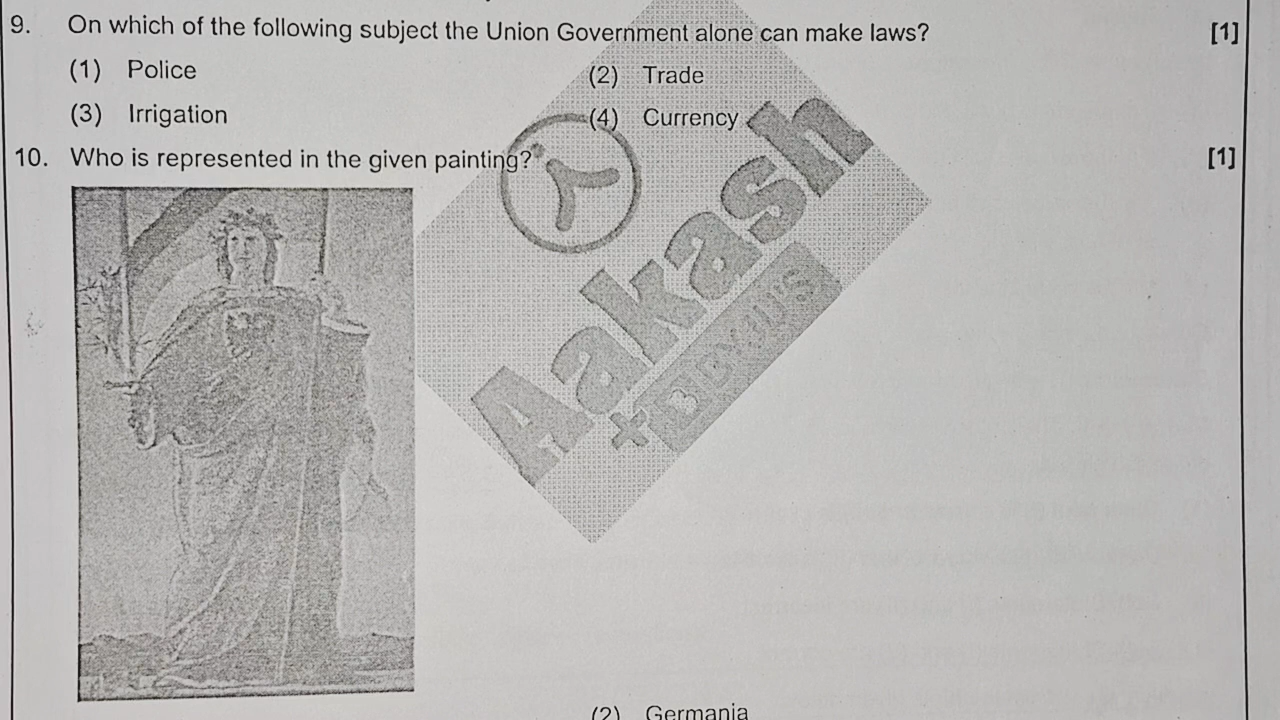 9. On which of the following subject the Union Government alone can make laws? [1]
(1) Police (2) Trade
(3) Irrigation (4) Currency
10. Who is represented in the given painting? [1]
Aakash
+ BYJU'S
(2) Germania